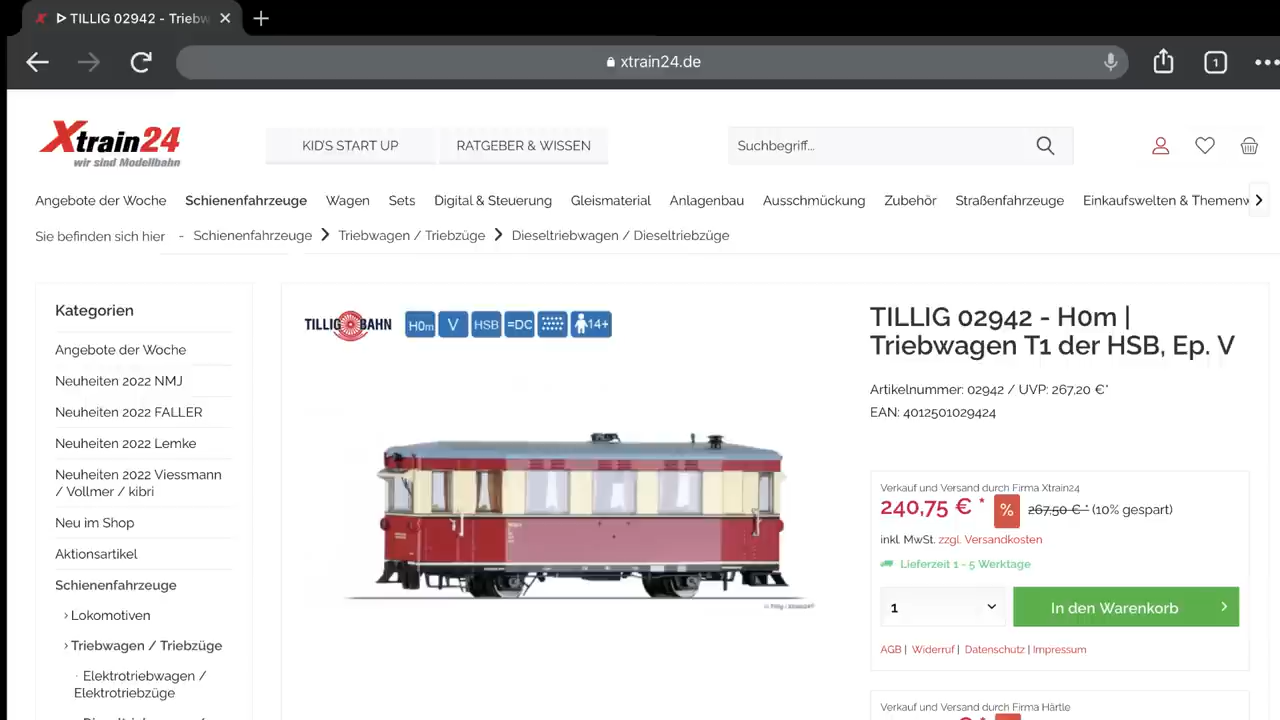 ᐅ TILLIG 02942 - Triebw
xtrain24.de
1
Xtrain24
wir sind Modellbahn
KID'S START UP
RATGEBER & WISSEN
Suchbegriff...
Angebote der Woche
Schienenfahrzeuge
Wagen
Sets
Digital & Steuerung
Gleismaterial
Anlagenbau
Ausschmückung
Zubehör
Straßenfahrzeuge
Einkaufswelten & Themenw
Sie befinden sich hier - Schienenfahrzeuge > Triebwagen / Triebzüge > Dieseltriebwagen / Dieseltriebzüge
Kategorien
Angebote der Woche
Neuheiten 2022 NMJ
Neuheiten 2022 FALLER
Neuheiten 2022 Lemke
Neuheiten 2022 Viessmann
/ Vollmer / kibri
Neu im Shop
Aktionsartikel
Schienenfahrzeuge
› Lokomotiven
› Triebwagen / Triebzüge
· Elektrotriebwagen /
Elektrotriebzüge
TILLIG BAHN
H0m V HSB =DC 14+
© Tillig - Xtrain24®
TILLIG 02942 - H0m |
Triebwagen T1 der HSB, Ep. V
Artikelnummer: 02942 / UVP: 267,20 €*
EAN: 4012501029424
Verkauf und Versand durch Firma Xtrain24
240,75 € * % 267,50 € * (10% gespart)
inkl. MwSt. zzgl. Versandkosten
Lieferzeit 1 - 5 Werktage
1
In den Warenkorb
AGB | Widerruf | Datenschutz | Impressum
Verkauf und Versand durch Firma Härtle